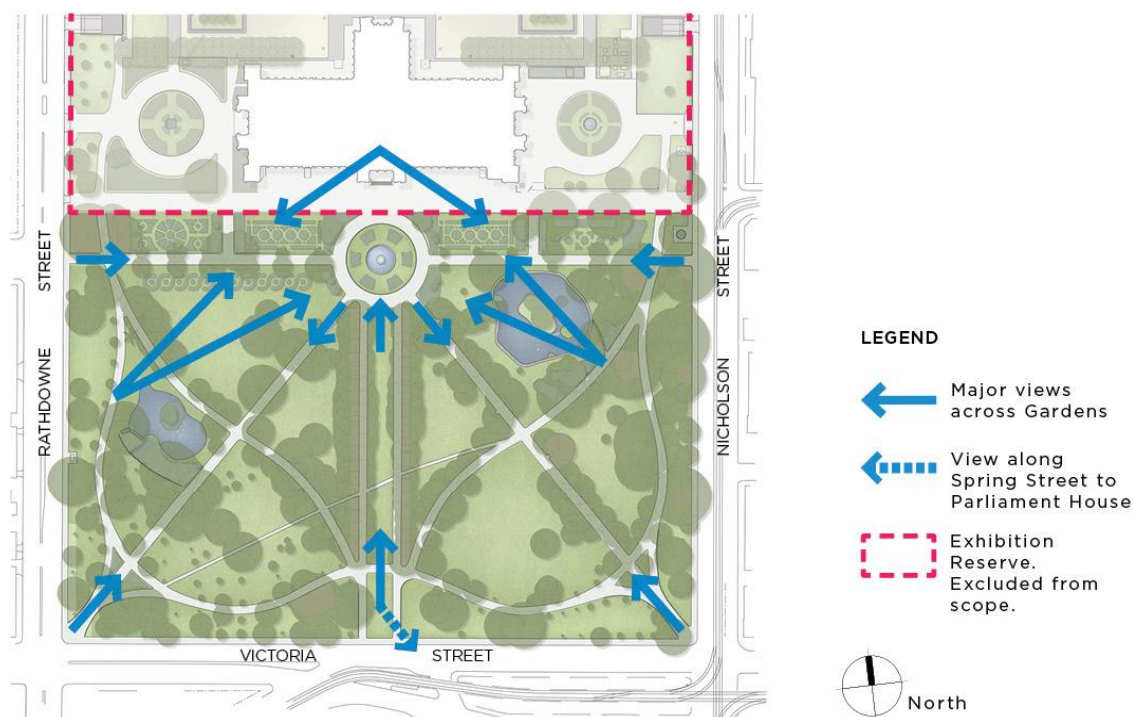 RATHDOWNE STREET
NICHOLSON STREET
VICTORIA STREET
LEGEND
Major views
across Gardens
View along
Spring Street to
Parliament House
Exhibition
Reserve.
Excluded from
scope.
North